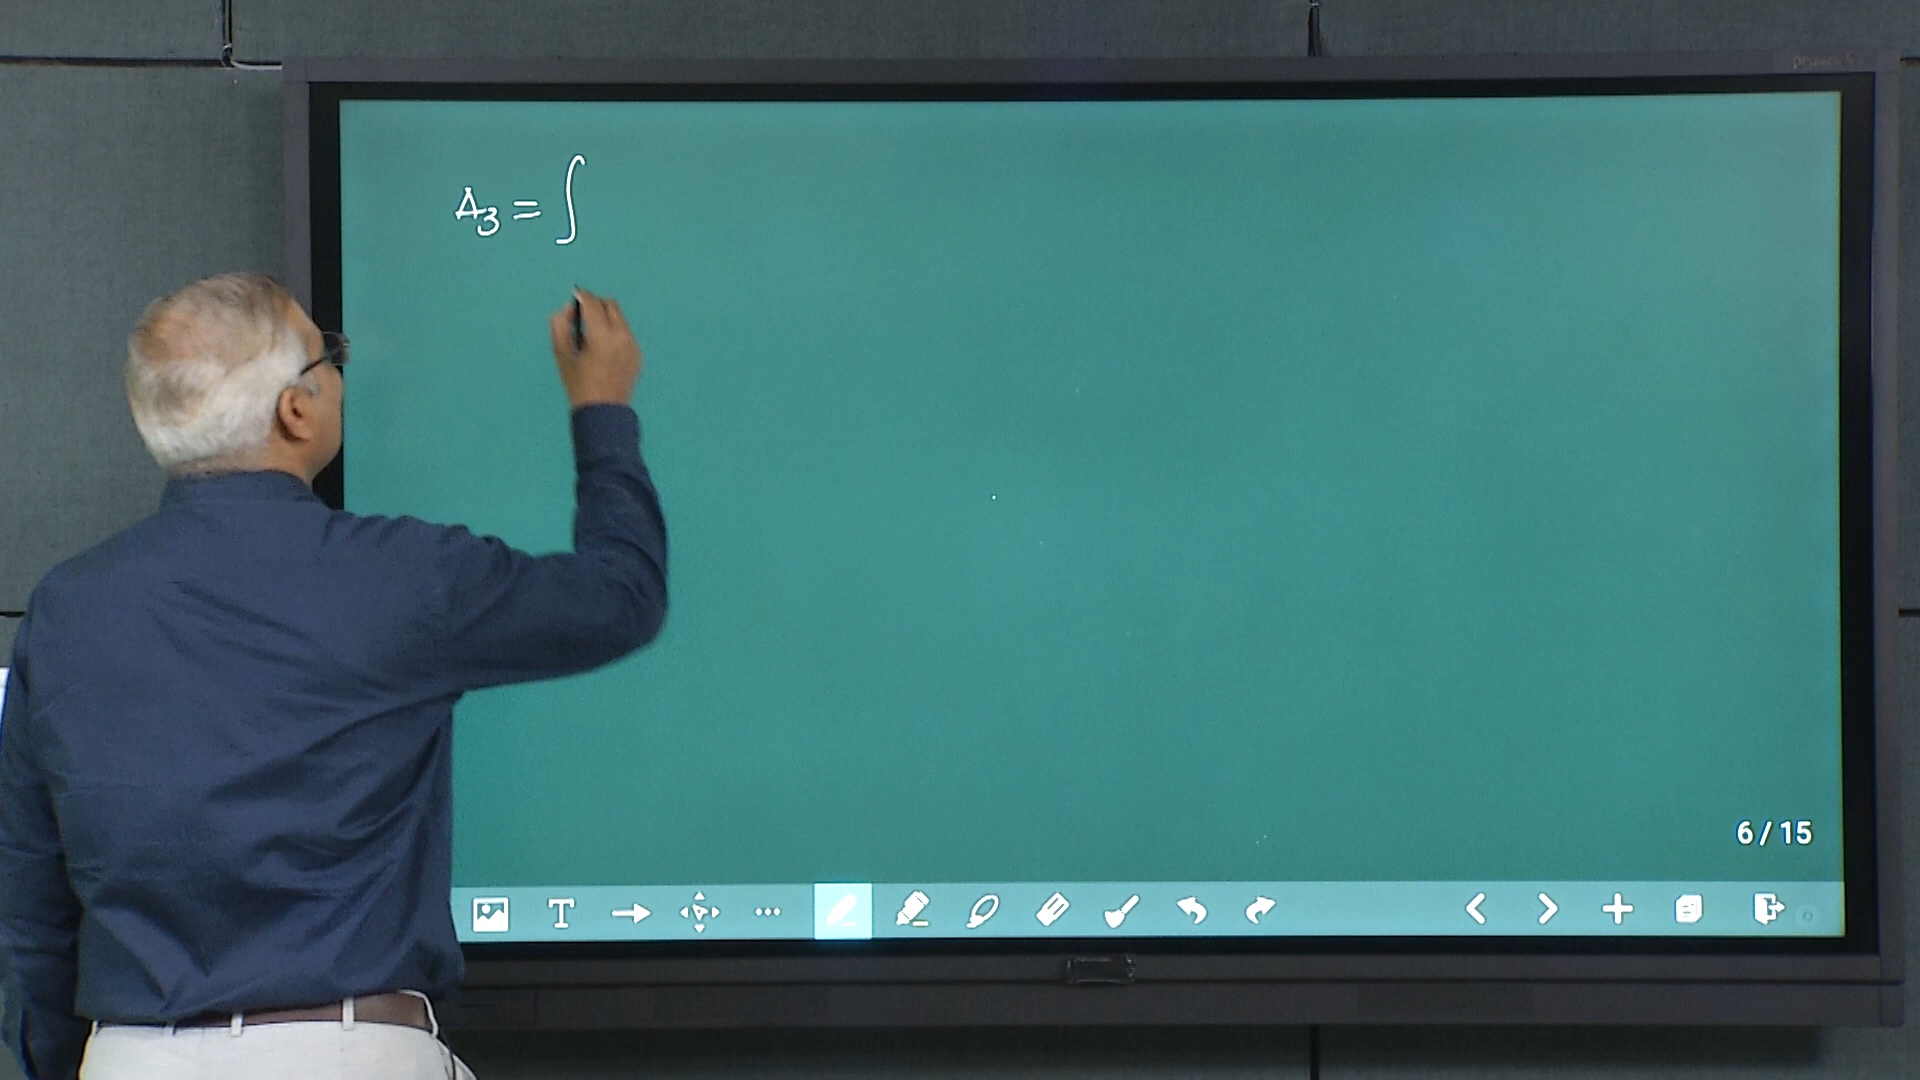 A₃ = ∫
6/15
T